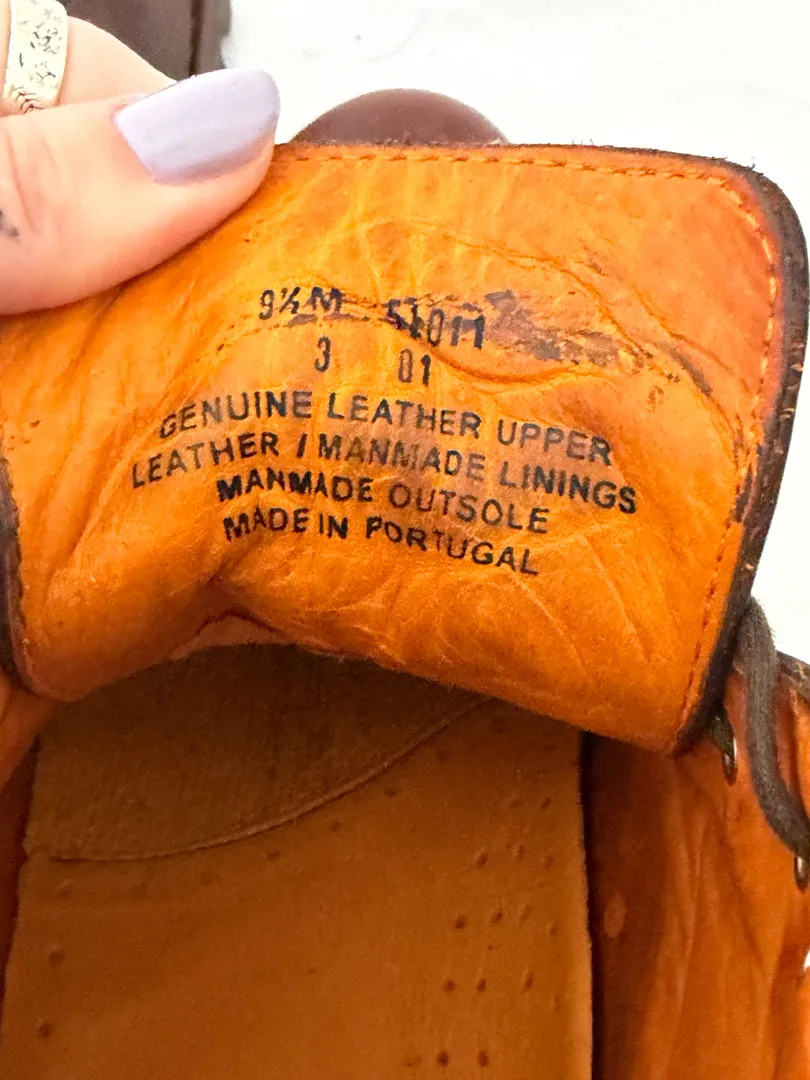 9½M 51011
3 01
GENUINE LEATHER UPPER
LEATHER / MANMADE LININGS
MANMADE OUTSOLE
MADE IN PORTUGAL